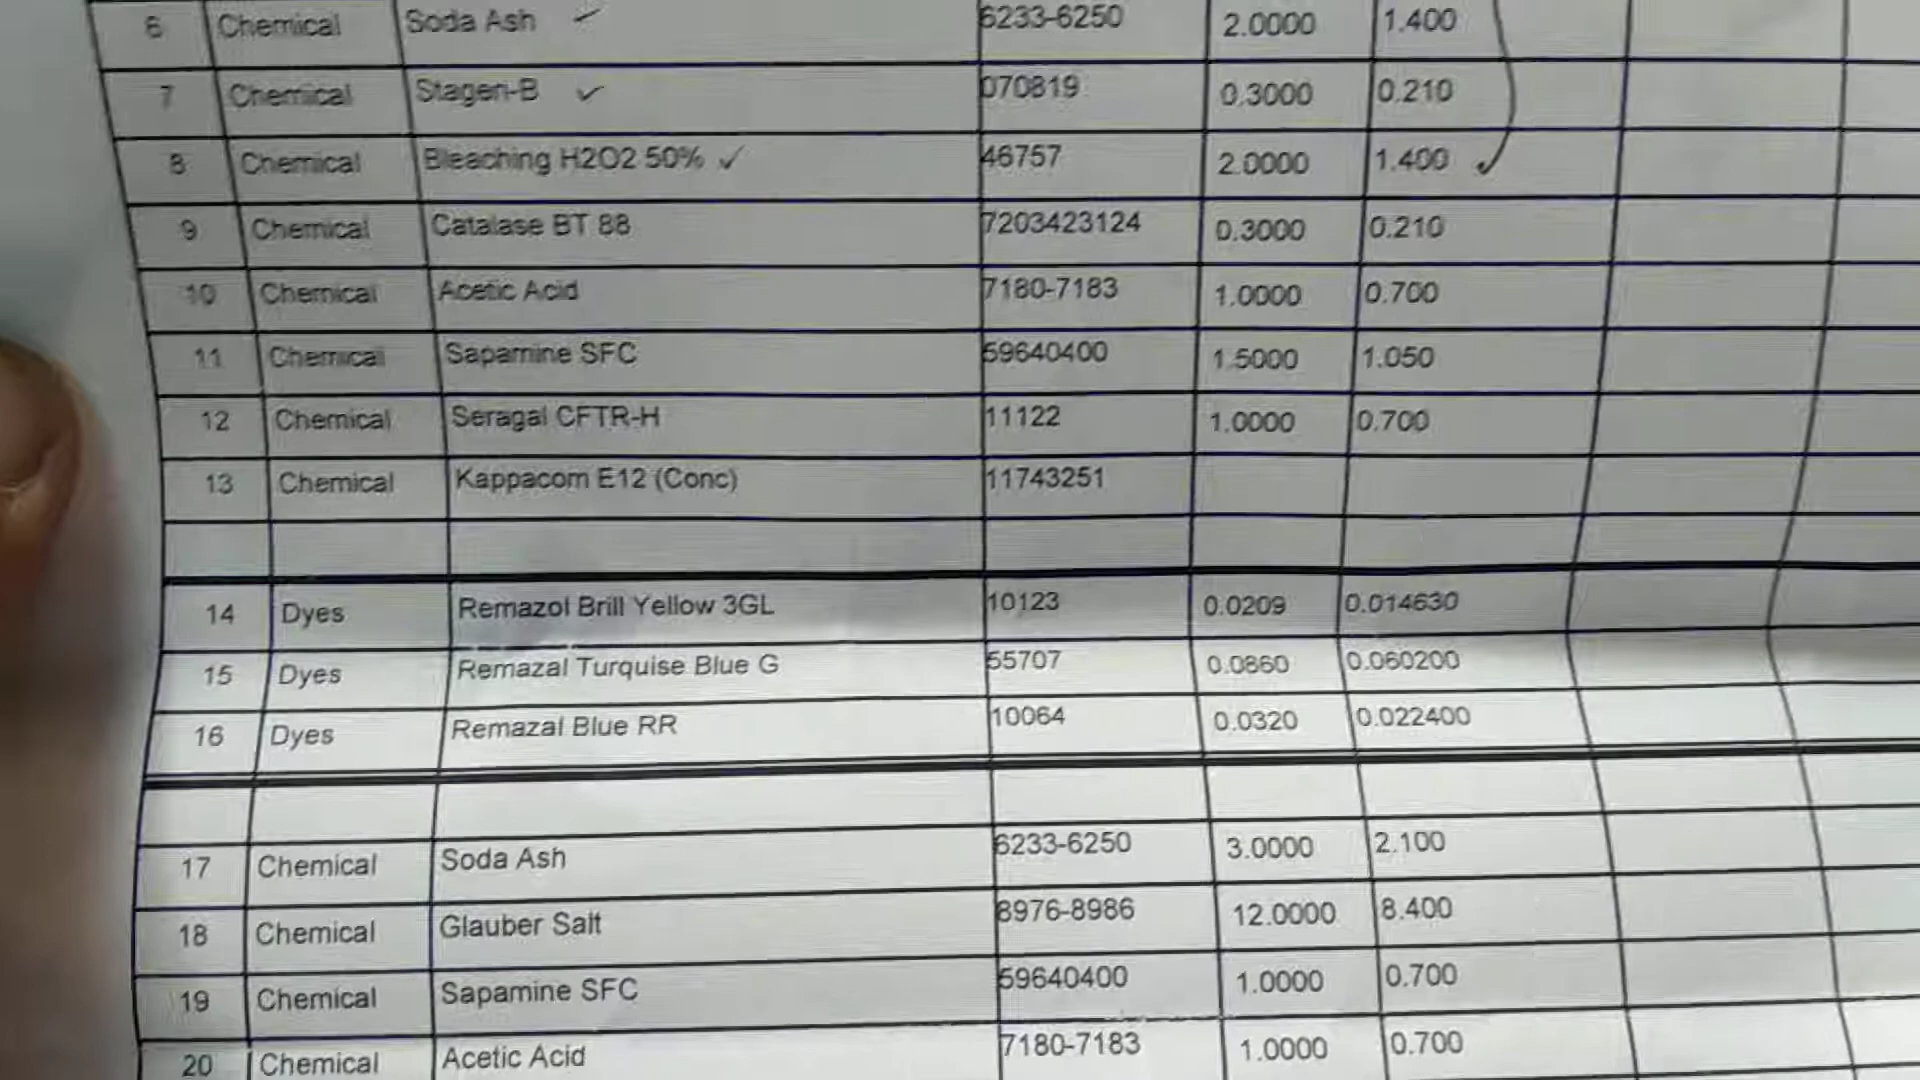 6 Chemical Soda Ash 6233-6250 2.0000 1.400
7 Chemical Stageri-B 070819 0.3000 0.210
8 Chemical Bleaching H2O2 50% 46757 2.0000 1.400
9 Chemical Catalase BT 88 7203423124 0.3000 0.210
10 Chemical Acetic Acid 7180-7183 1.0000 0.700
11 Chemical Sapamine SFC 59640400 1.5000 1.050
12 Chemical Seragal CFTR-H 11122 1.0000 0.700
13 Chemical Kappacom E12 (Conc) 11743251
14 Dyes Remazol Brill Yellow 3GL 10123 0.0209 0.014630
15 Dyes Remazal Turquise Blue G 55707 0.0860 0.060200
16 Dyes Remazal Blue RR 10064 0.0320 0.022400
17 Chemical Soda Ash 6233-6250 3.0000 2.100
18 Chemical Glauber Salt 8976-8986 12.0000 8.400
19 Chemical Sapamine SFC 59640400 1.0000 0.700
20 Chemical Acetic Acid 7180-7183 1.0000 0.700